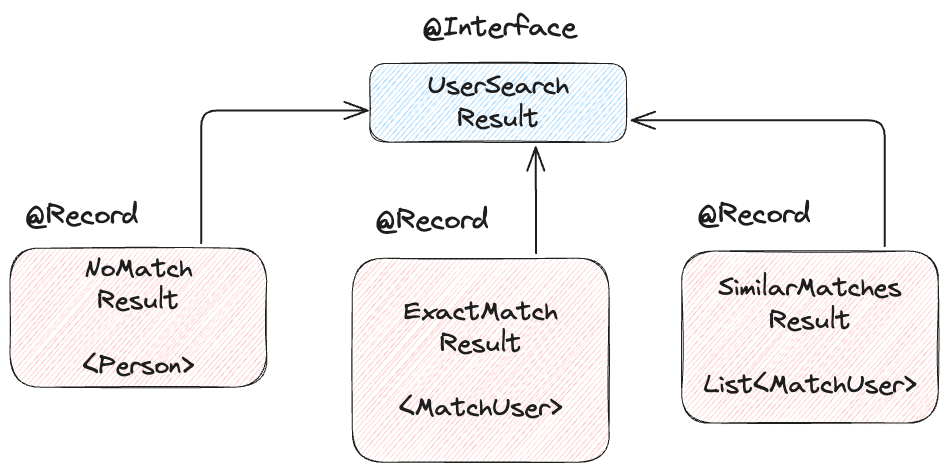 @Interface
UserSearch
Result
@Record
NoMatch
Result
<Person>
@Record
ExactMatch
Result
<MatchUser>
@Record
SimilarMatches
Result
List<MatchUser>